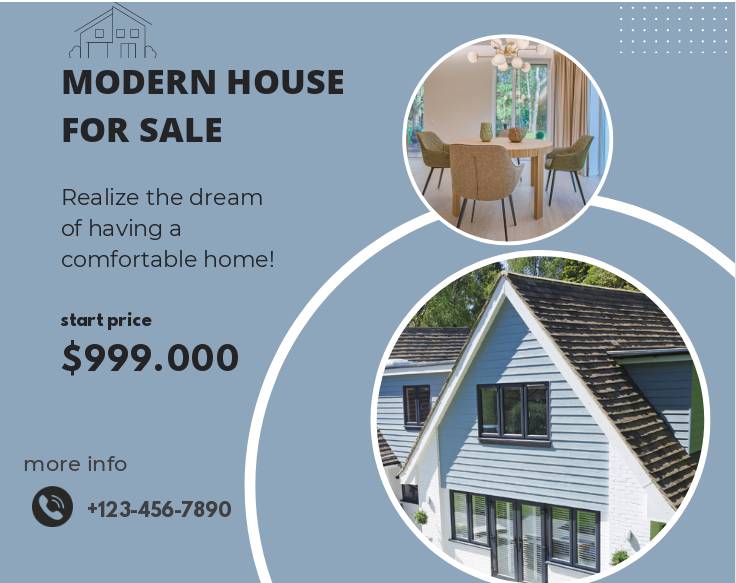 MODERN HOUSE
FOR SALE
Realize the dream
of having a
comfortable home!
start price
$999.000
more info
+123-456-7890